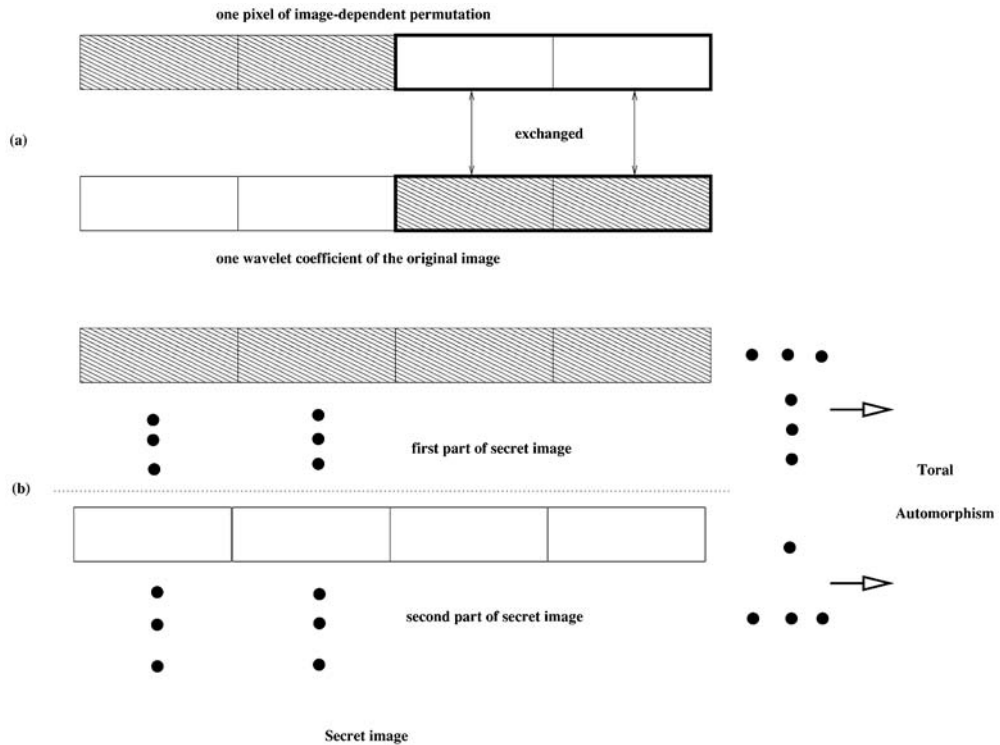 one pixel of image-dependent permutation
(a)
exchanged
one wavelet coefficient of the original image
first part of secret image
Toral
(b)
Automorphism
second part of secret image
Secret image